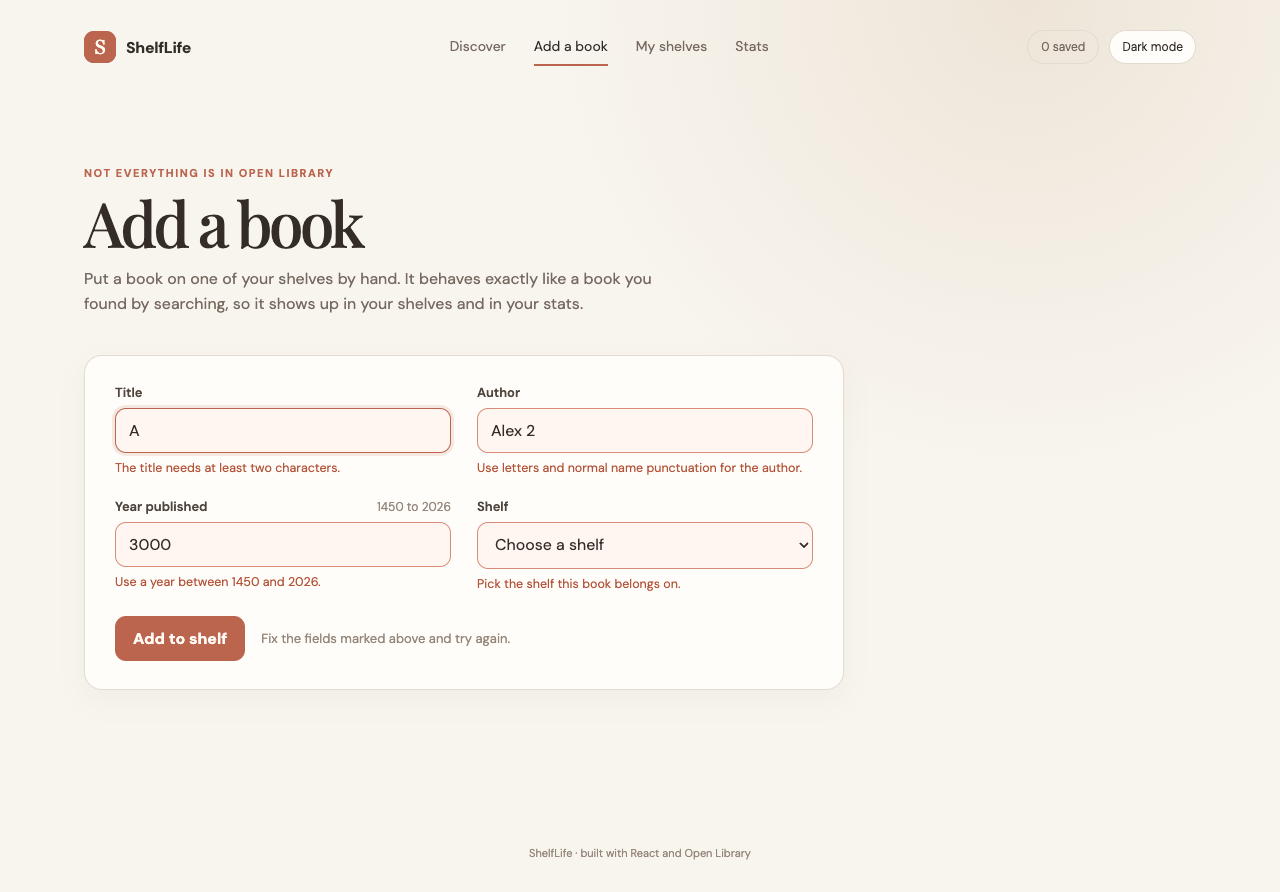 S ShelfLife
Discover Add a book My shelves Stats
0 saved Dark mode
NOT EVERYTHING IS IN OPEN LIBRARY
Add a book
Put a book on one of your shelves by hand. It behaves exactly like a book you
found by searching, so it shows up in your shelves and in your stats.
Title
A
The title needs at least two characters.
Author
Alex 2
Use letters and normal name punctuation for the author.
Year published 1450 to 2026
3000
Use a year between 1450 and 2026.
Shelf
Choose a shelf
Pick the shelf this book belongs on.
Add to shelf Fix the fields marked above and try again.
ShelfLife · built with React and Open Library